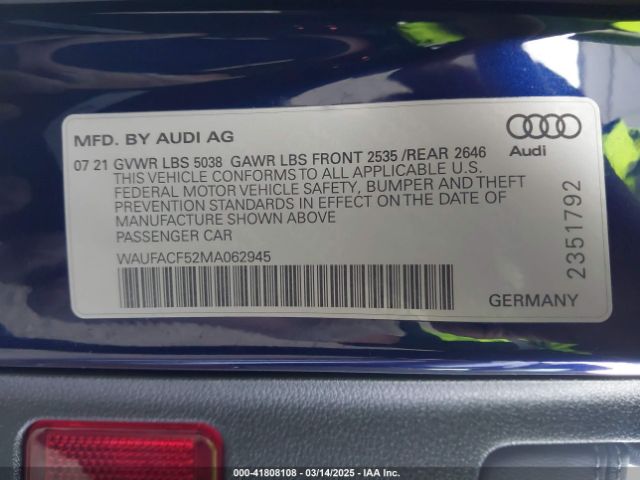 MFD. BY AUDI AG
07 21 GVWR LBS 5038 GAWR LBS FRONT 2535 /REAR 2646
THIS VEHICLE CONFORMS TO ALL APPLICABLE U.S.
FEDERAL MOTOR VEHICLE SAFETY, BUMPER AND THEFT
PREVENTION STANDARDS IN EFFECT ON THE DATE OF
MANUFACTURE SHOWN ABOVE
PASSENGER CAR
WAUFACF52MA062945
Audi
2351792
GERMANY
000-41808108 - 03/14/2025 - IAA Inc.